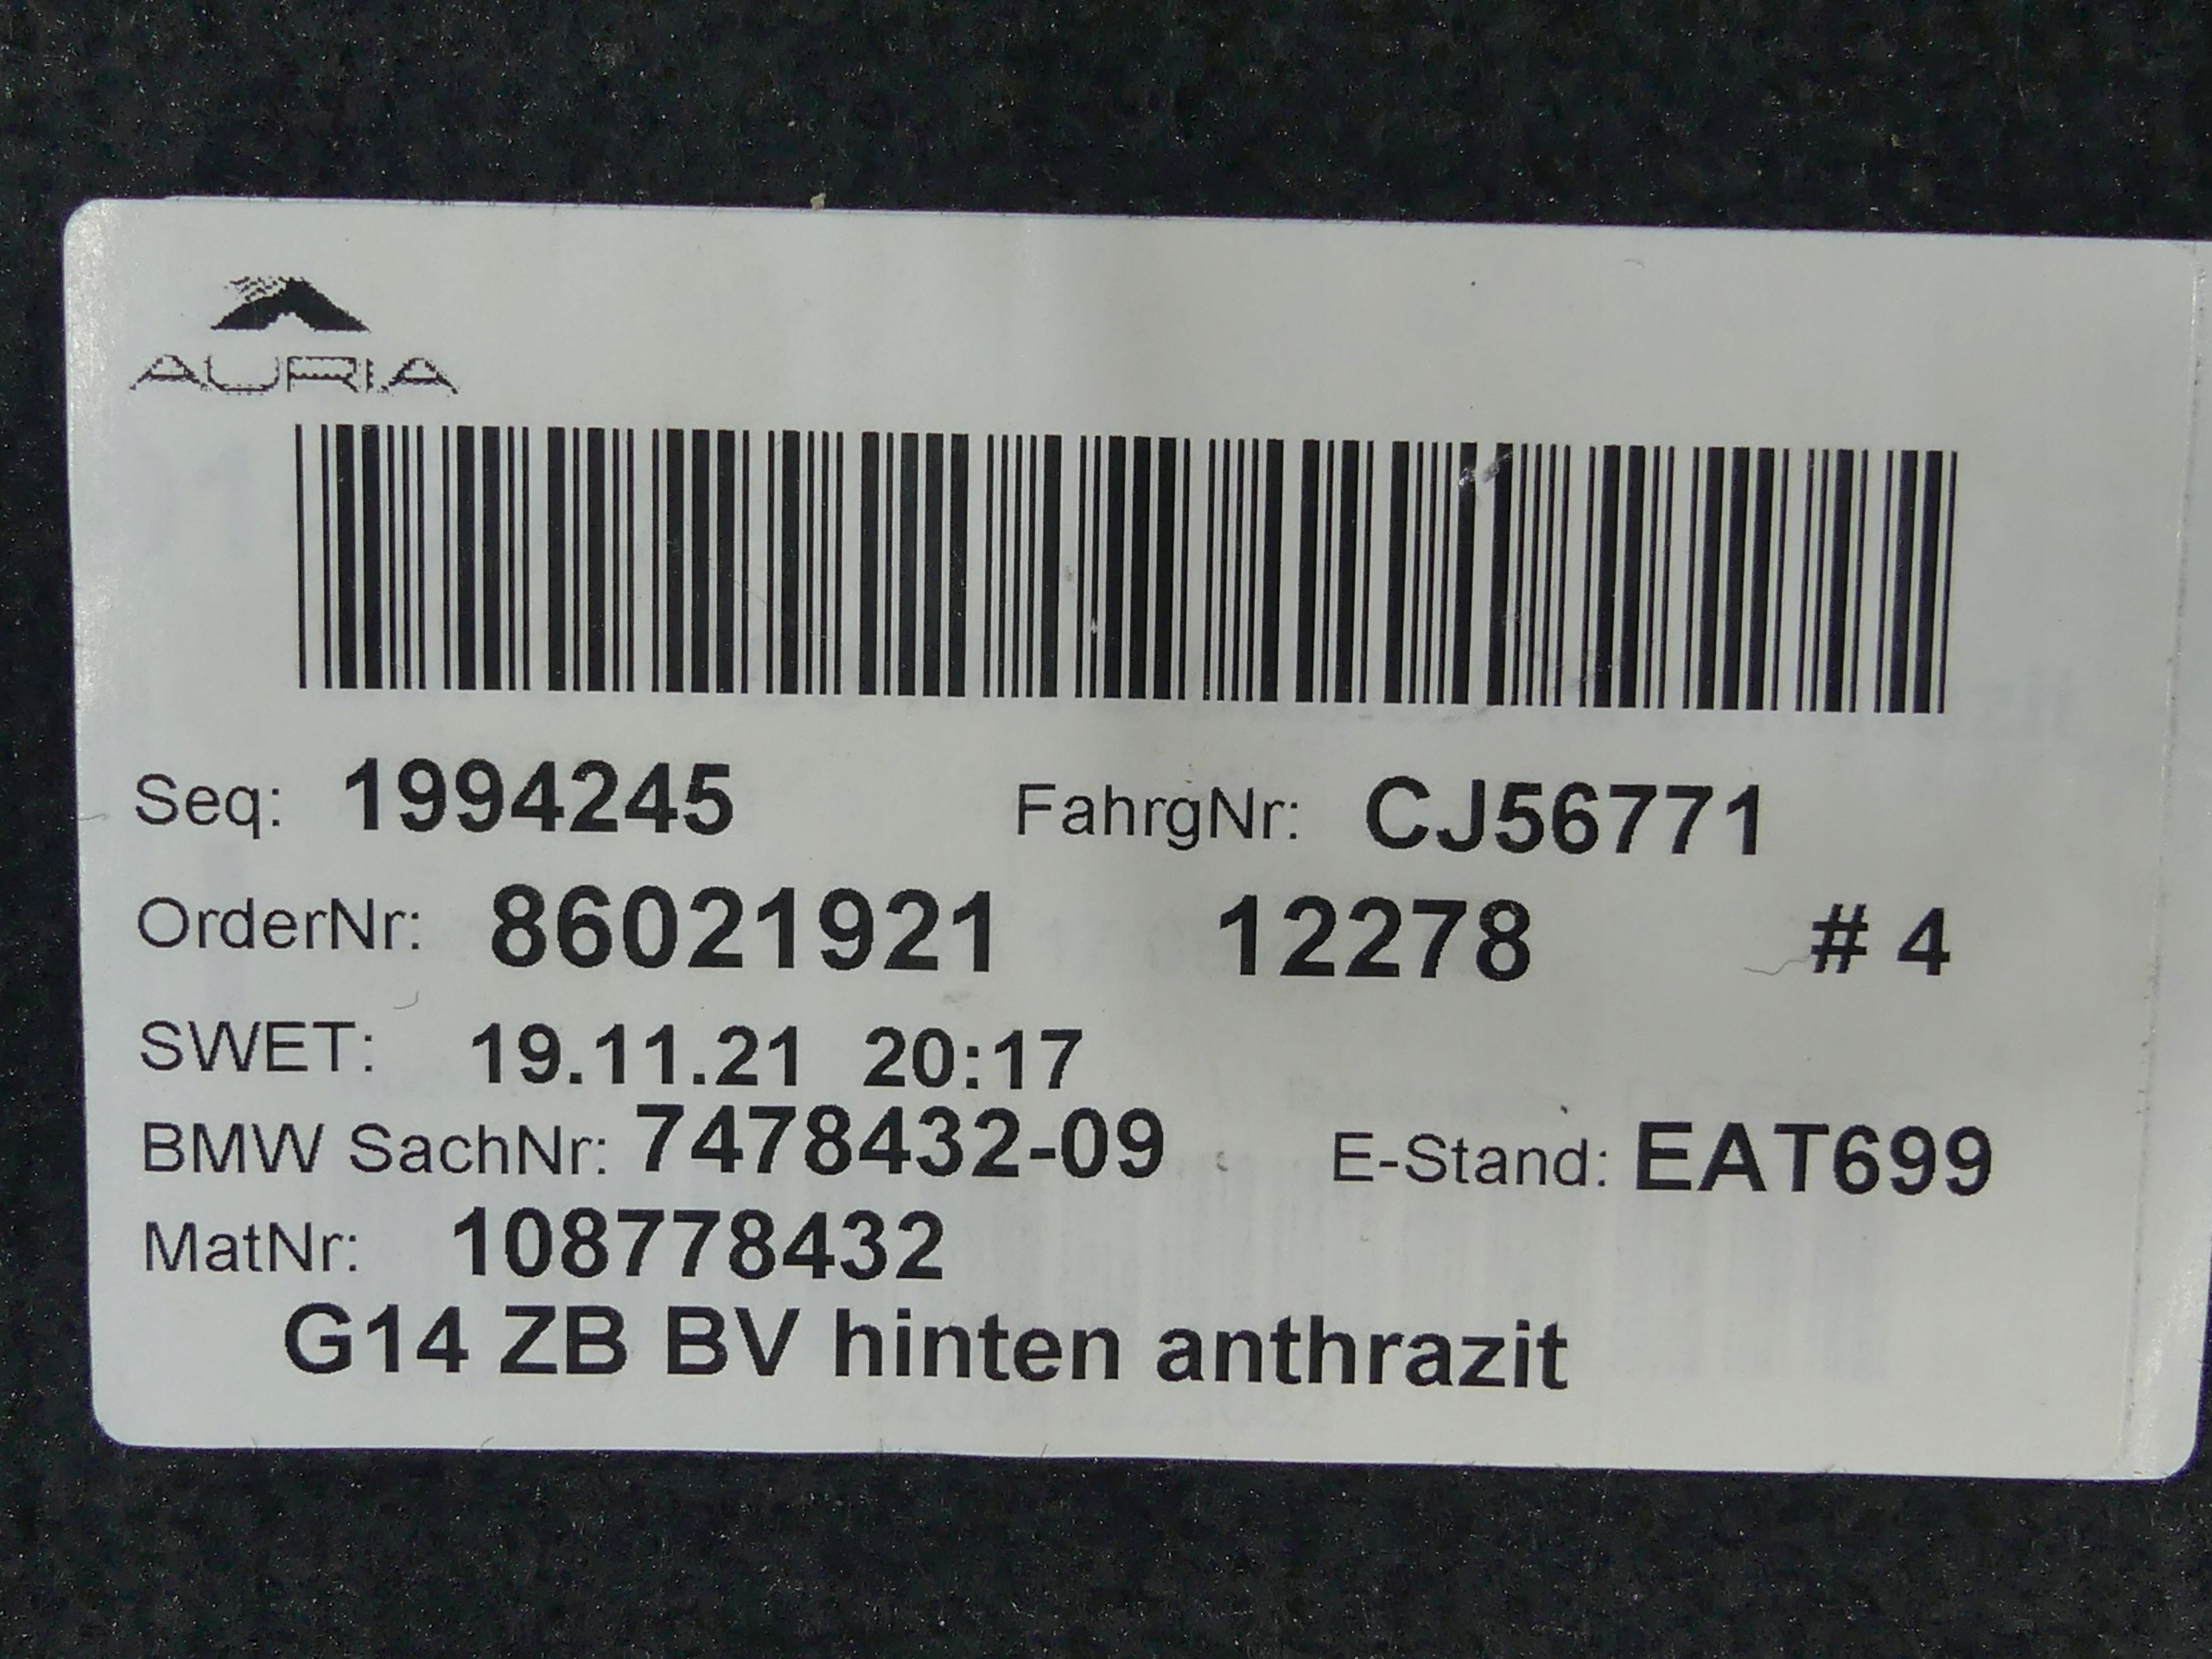 AURIA
Seq: 1994245 FahrgNr: CJ56771
OrderNr: 86021921 12278 # 4
SWET: 19.11.21 20:17
BMW SachNr: 7478432-09 E-Stand: EAT699
MatNr: 108778432
G14 ZB BV hinten anthrazit